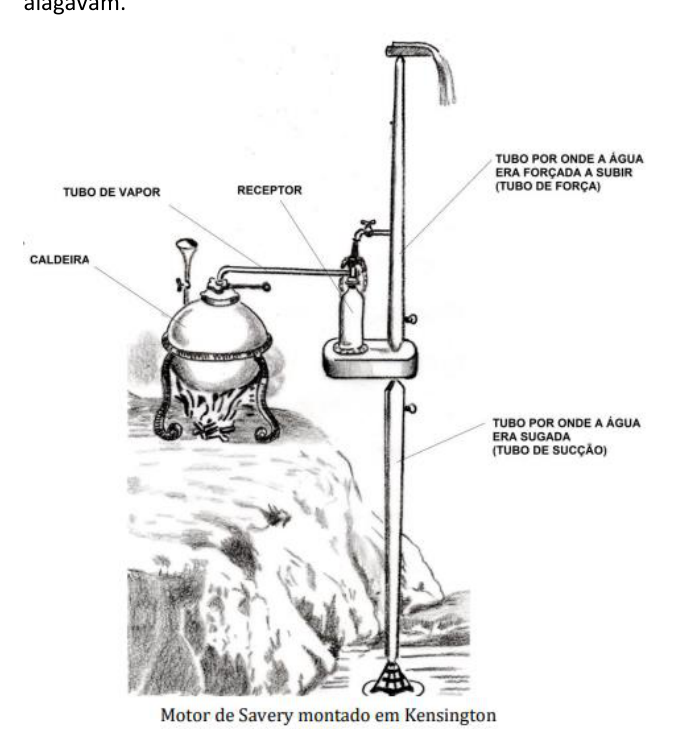 alagavam.
TUBO POR ONDE A ÁGUA
ERA FORÇADA A SUBIR
(TUBO DE FORÇA)
TUBO DE VAPOR
RECEPTOR
CALDEIRA
TUBO POR ONDE A ÁGUA
ERA SUGADA
(TUBO DE SUCÇÃO)
Motor de Savery montado em Kensington